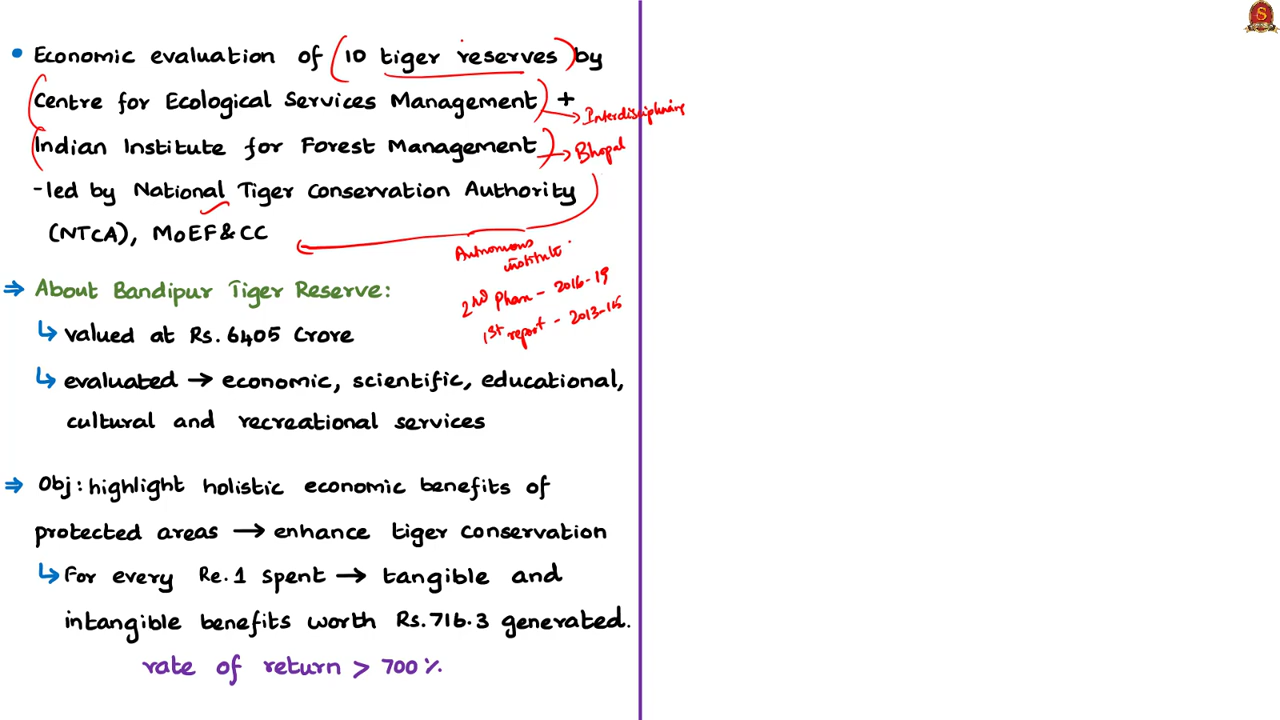 • Economic evaluation of (10 tiger reserves) by
(Centre for Ecological Services Management) +
→ Interdisciplinary
(Indian Institute for Forest Management)
→ Bhopal
-led by National Tiger Conservation Authority
(NTCA), MoEF&CC
Autonomous
institute
2nd Phase - 2016-19
1st report - 2013-15
⇒ About Bandipur Tiger Reserve:
↳ valued at Rs.6405 Crore
↳ evaluated → economic, scientific, educational,
cultural and recreational services
⇒ Obj: highlight holistic economic benefits of
protected areas → enhance tiger conservation
↳ For every Re.1 spent → tangible and
intangible benefits worth Rs.716.3 generated.
rate of return > 700%
S